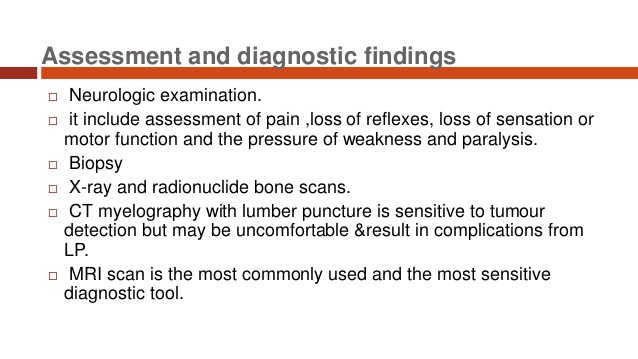 Assessment and diagnostic findings
□ Neurologic examination.
□ it include assessment of pain ,loss of reflexes, loss of sensation or
motor function and the pressure of weakness and paralysis.
□ Biopsy
□ X-ray and radionuclide bone scans.
□ CT myelography with lumber puncture is sensitive to tumour
detection but may be uncomfortable &result in complications from
LP.
□ MRI scan is the most commonly used and the most sensitive
diagnostic tool.